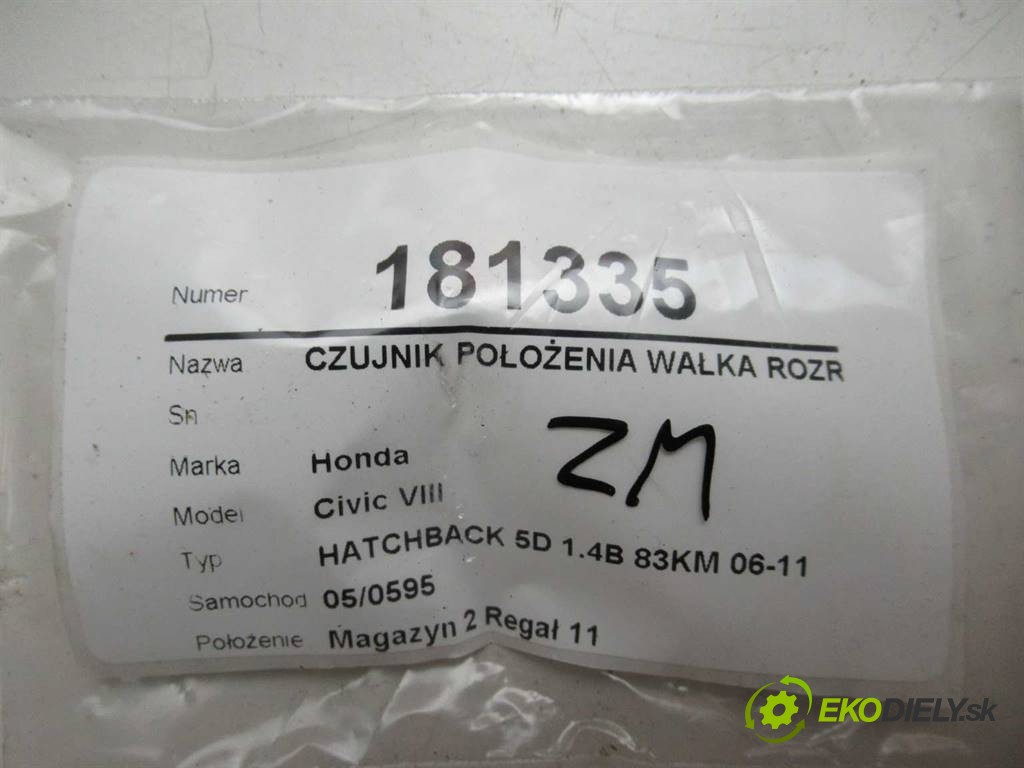 Numer 181335
Nazwa CZUJNIK POŁOŻENIA WAŁKA ROZR
Sn
Marka Honda
Model Civic VIII
Typ HATCHBACK 5D 1.4B 83KM 06-11
Samochod 05/0595
Położenie Magazyn 2 Regał 11
ZM
EKODIELY.sk